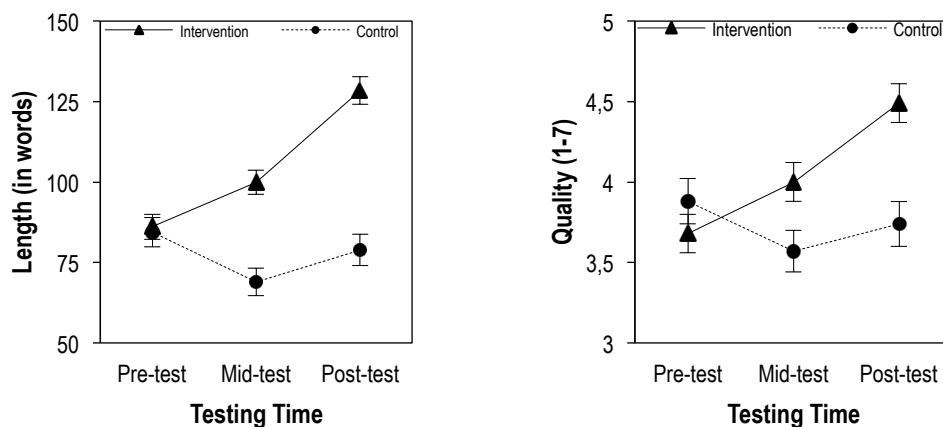 150
125
100
75
50
Length (in words)
Intervention
Control
Pre-test
Mid-test
Post-test
Testing Time
5
4,5
4
3,5
3
Quality (1-7)
Intervention
Control
Pre-test
Mid-test
Post-test
Testing Time